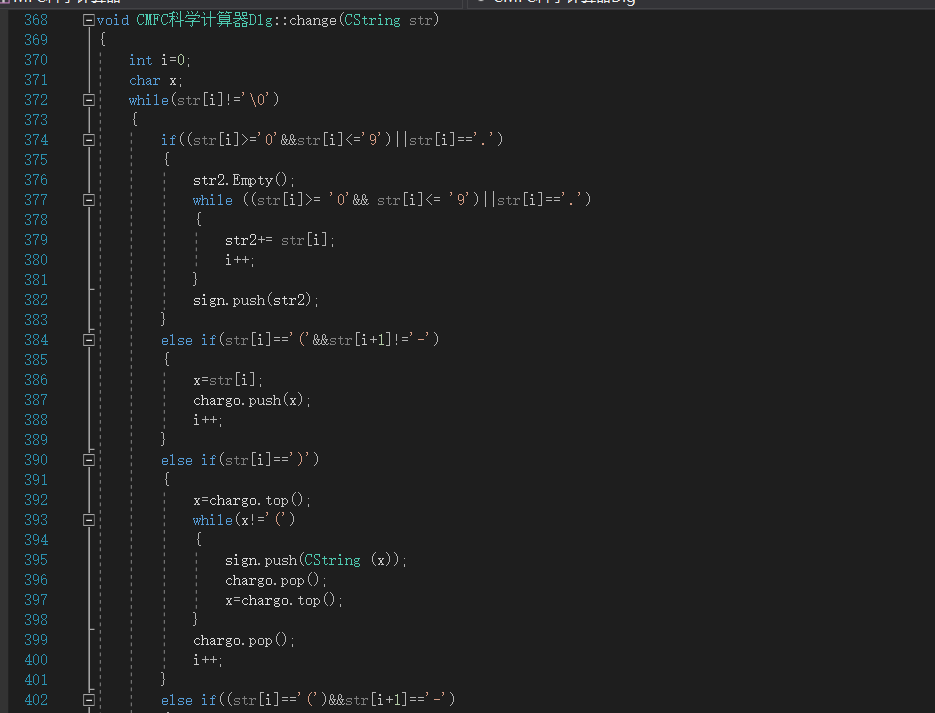 368 void CMFC科学计算器Dlg::change(CString str)
369 {
370 int i=0;
371 char x;
372 while(str[i]!='\0')
373 {
374 if((str[i]>='0'&&str[i]<='9')||str[i]=='.')
375 {
376 str2.Empty();
377 while ((str[i]>= '0'&& str[i]<= '9')||str[i]=='.')
378 {
379 str2+= str[i];
380 i++;
381 }
382 sign.push(str2);
383 }
384 else if(str[i]=='('&&str[i+1]!='-')
385 {
386 x=str[i];
387 chargo.push(x);
388 i++;
389 }
390 else if(str[i]==')')
391 {
392 x=chargo.top();
393 while(x!='(')
394 {
395 sign.push(CString (x));
396 chargo.pop();
397 x=chargo.top();
398 }
399 chargo.pop();
400 i++;
401 }
402 else if((str[i]=='(')&&str[i+1]=='-')